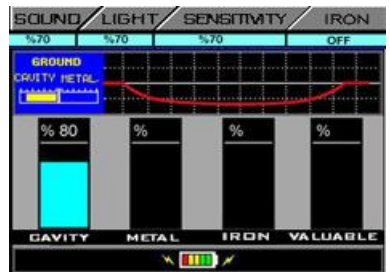 SOUND LIGHT SENSITIVITY IRON
%70 %70 %70 OFF
GROUND
CAVITY METAL
% 80 % % %
CAVITY METAL IRON VALUABLE